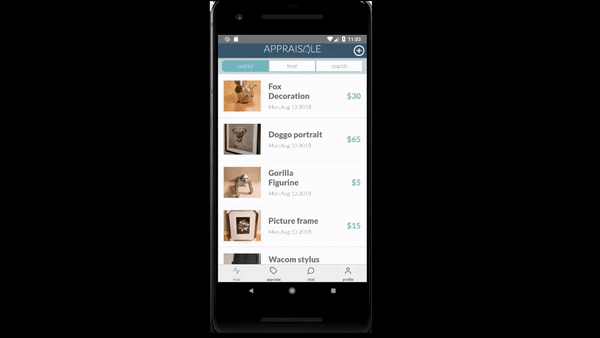 11:03
APPRAISABLE
nearby
feed
search
Fox
Decoration
Mon Aug 13 2018
$30
Doggo portrait
Mon Aug 13 2018
$65
Gorilla
Figurine
Mon Aug 13 2018
$5
Picture frame
Mon Aug 13 2018
$15
Wacom stylus
feed
appraise
chat
profile